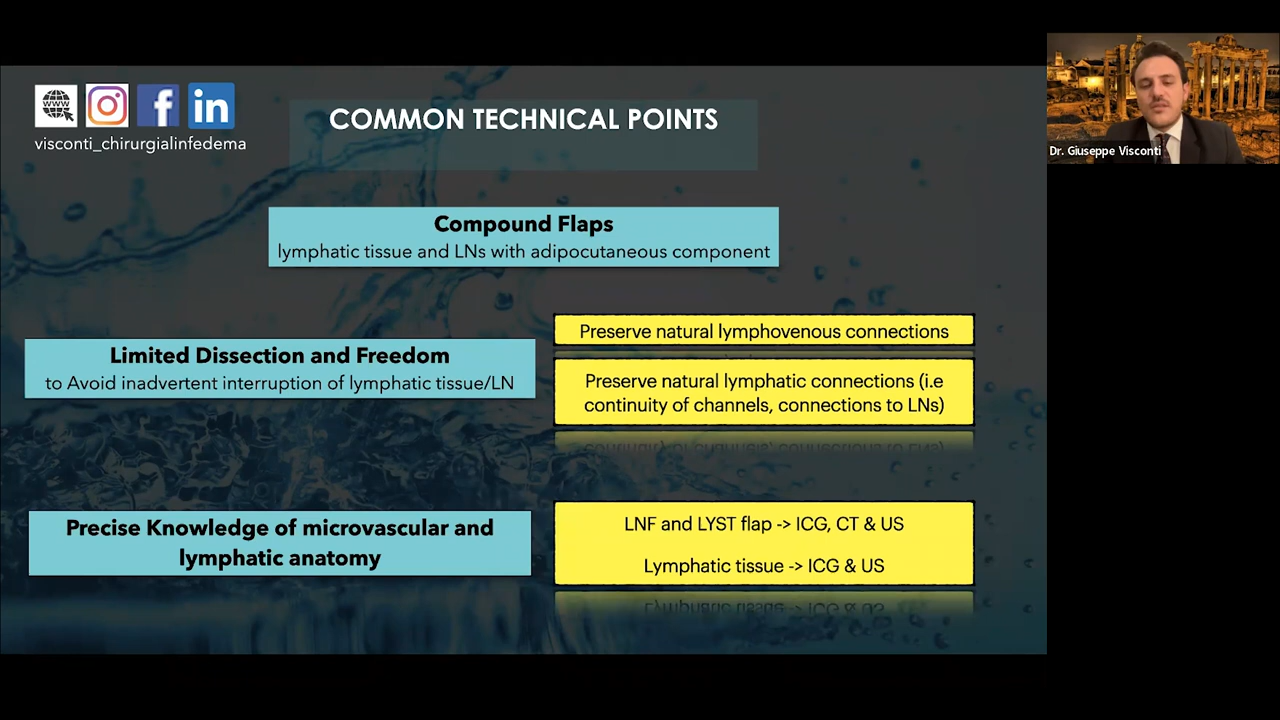 www
in
visconti_chirurgialinfedema
COMMON TECHNICAL POINTS
Compound Flaps
lymphatic tissue and LNs with adipocutaneous component
Limited Dissection and Freedom
to Avoid inadvertent interruption of lymphatic tissue/LN
Preserve natural lymphovenous connections
Preserve natural lymphatic connections (i.e
continuity of channels, connections to LNs)
Precise Knowledge of microvascular and
lymphatic anatomy
LNF and LYST flap -> ICG, CT & US
Lymphatic tissue -> ICG & US
Dr. Giuseppe Visconti